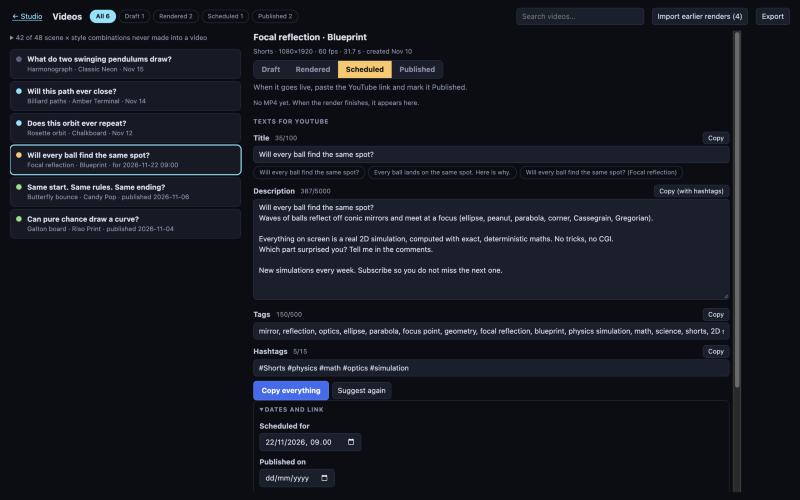 ← Studio
Videos
All 6
Draft 1
Rendered 2
Scheduled 1
Published 2
Search videos...
Import earlier renders (4)
Export
▸ 42 of 48 scene × style combinations never made into a video
What do two swinging pendulums draw?
Harmonograph · Classic Neon · Nov 15
Will this path ever close?
Billiard paths · Amber Terminal · Nov 14
Does this orbit ever repeat?
Rosette orbit · Chalkboard · Nov 12
Will every ball find the same spot?
Focal reflection · Blueprint · for 2026-11-22 09:00
Same start. Same rules. Same ending?
Butterfly bounce · Candy Pop · published 2026-11-06
Can pure chance draw a curve?
Galton board · Riso Print · published 2026-11-04
Focal reflection · Blueprint
Shorts · 1080×1920 · 60 fps · 31.7 s · created Nov 10
Draft
Rendered
Scheduled
Published
When it goes live, paste the YouTube link and mark it Published.
No MP4 yet. When the render finishes, it appears here.
TEXTS FOR YOUTUBE
Title 35/100
Copy
Will every ball find the same spot?
Will every ball find the same spot?
Every ball lands on the same spot. Here is why.
Will every ball find the same spot? (Focal reflection)
Description 387/5000
Copy (with hashtags)
Will every ball find the same spot?
Waves of balls reflect off conic mirrors and meet at a focus (ellipse, peanut, parabola, corner, Cassegrain, Gregorian).
Everything on screen is a real 2D simulation, computed with exact, deterministic maths. No tricks, no CGI.
Which part surprised you? Tell me in the comments.
New simulations every week. Subscribe so you do not miss the next one.
Tags 150/500
Copy
mirror, reflection, optics, ellipse, parabola, focus point, geometry, focal reflection, blueprint, physics simulation, math, science, shorts, 2D s
Hashtags 5/15
Copy
#Shorts #physics #math #optics #simulation
Copy everything
Suggest again
▾DATES AND LINK
Scheduled for
22/11/2026, 09.00
Published on
dd/mm/yyyy